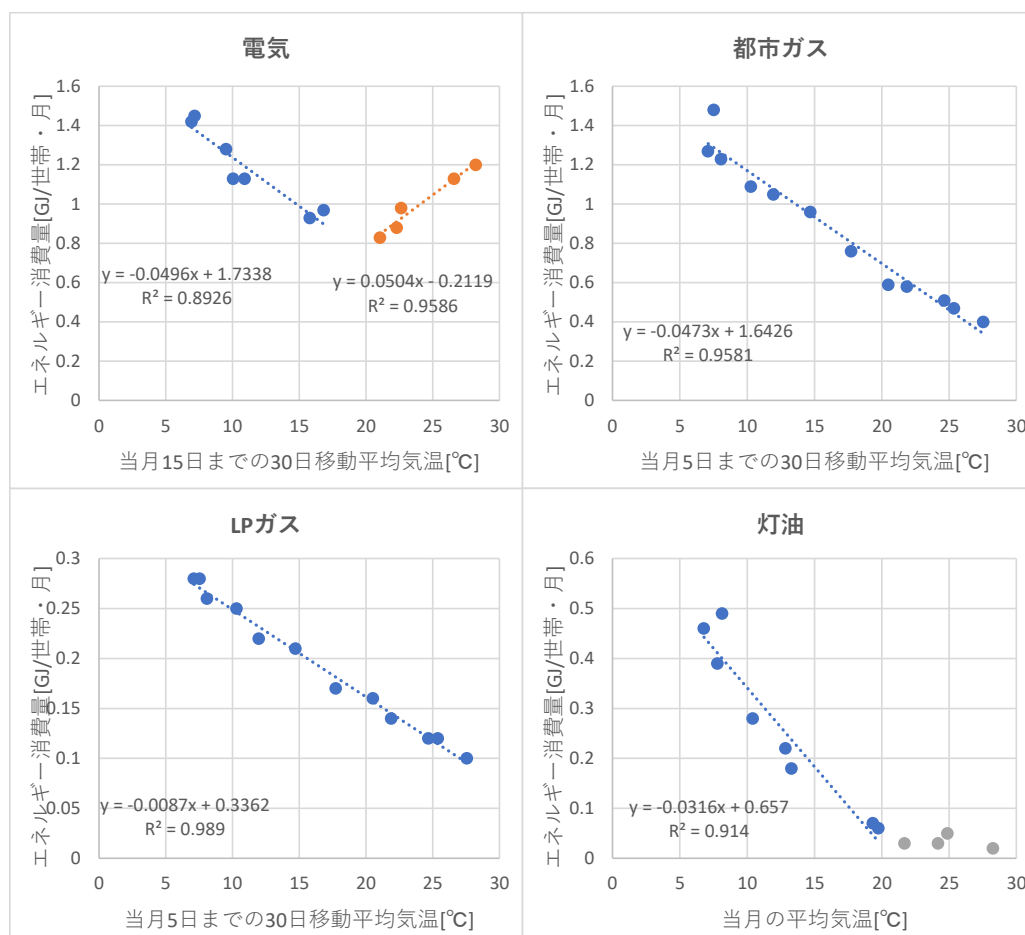 電気
エネルギー消費量[GJ/世帯・月]
1.6
1.4
1.2
1
0.8
0.6
0.4
0.2
0
y = -0.0496x + 1.7338
R² = 0.8926
y = 0.0504x - 0.2119
R² = 0.9586
0 5 10 15 20 25 30
当月15日までの30日移動平均気温[℃]
都市ガス
エネルギー消費量[GJ/世帯・月]
1.6
1.4
1.2
1
0.8
0.6
0.4
0.2
0
y = -0.0473x + 1.6426
R² = 0.9581
0 5 10 15 20 25 30
当月5日までの30日移動平均気温[℃]
LPガス
エネルギー消費量[GJ/世帯・月]
0.3
0.25
0.2
0.15
0.1
0.05
0
y = -0.0087x + 0.3362
R² = 0.989
0 5 10 15 20 25 30
当月5日までの30日移動平均気温[℃]
灯油
エネルギー消費量[GJ/世帯・月]
0.6
0.5
0.4
0.3
0.2
0.1
0
y = -0.0316x + 0.657
R² = 0.914
0 5 10 15 20 25 30
当月の平均気温[℃]